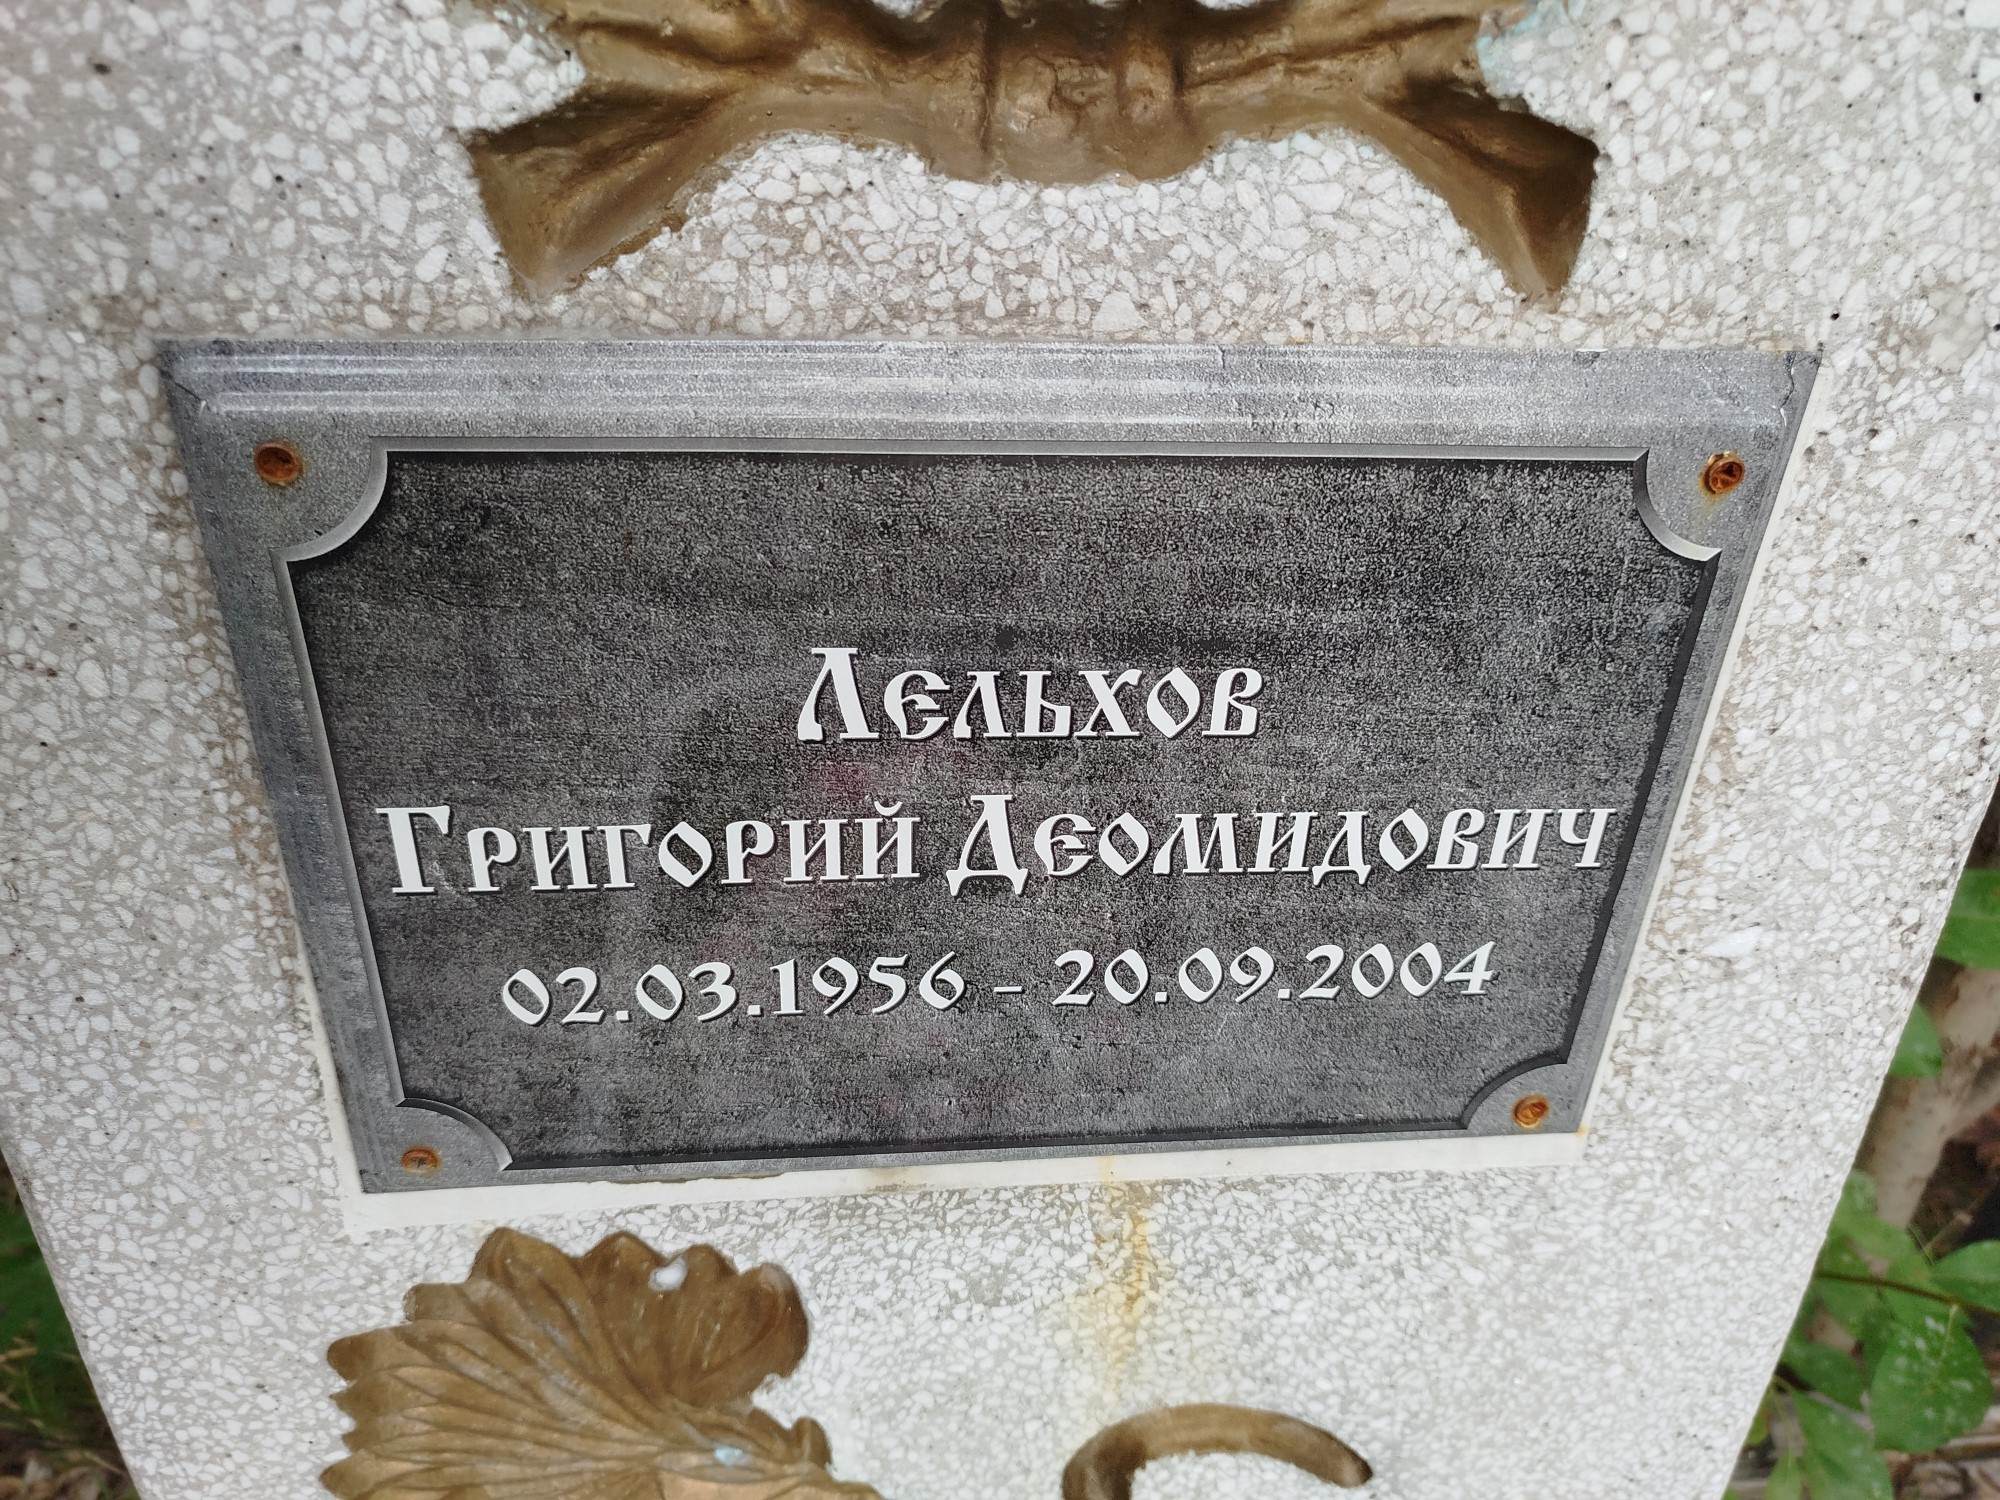 Лельхов
Григорий Деомидович
02.03.1956 - 20.09.2004